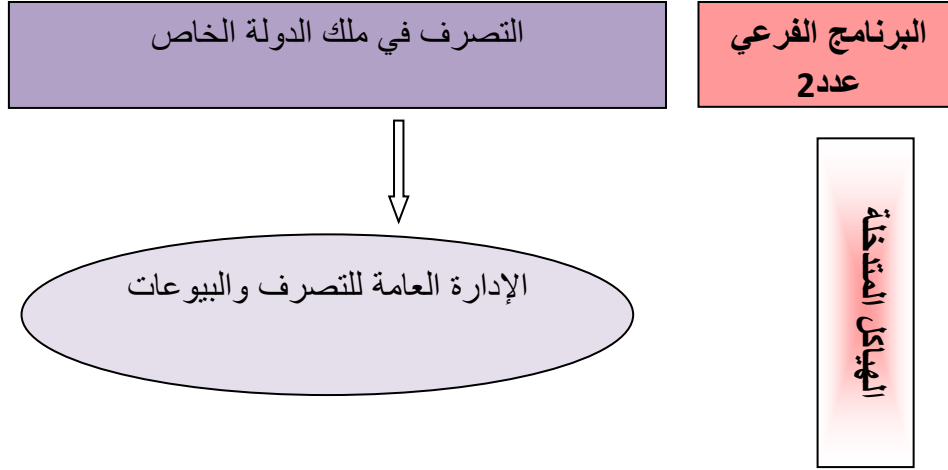 البرنامج الفرعي
عدد2
التصرف في ملك الدولة الخاص
الهياكل المتدخلة
الإدارة العامة للتصرف والبيوعات